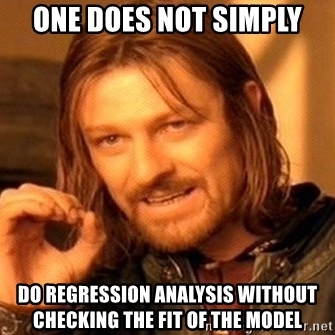 ONE DOES NOT SIMPLY
DO REGRESSION ANALYSIS WITHOUT
CHECKING THE FIT OF THE MODEL